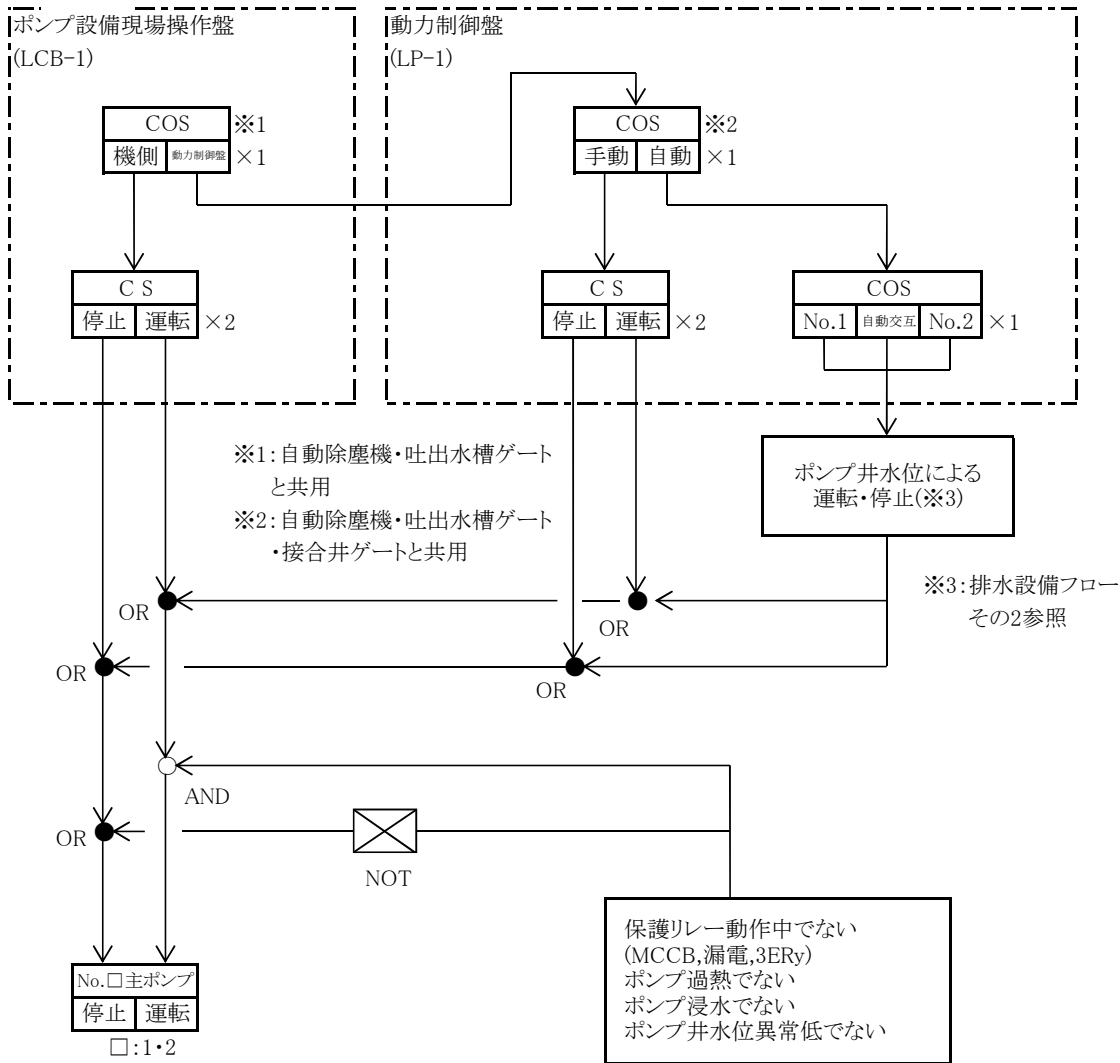 ポンプ設備現場操作盤
(LCB-1)
動力制御盤
(LP-1)
COS ※1
機側 動力制御盤 ×1
COS ※2
手動 自動 ×1
CS
停止 運転 ×2
CS
停止 運転 ×2
COS
No.1 自動交互 No.2 ×1
※1:自動除塵機・吐出水槽ゲート
と共用
※2:自動除塵機・吐出水槽ゲート
・接合井ゲートと共用
ポンプ井水位による
運転・停止(※3)
※3:排水設備フロー
その2参照
OR
OR
OR
OR
AND
OR
NOT
保護リレー動作中でない
(MCCB,漏電,3ERy)
ポンプ過熱でない
ポンプ浸水でない
ポンプ井水位異常低でない
No.□主ポンプ
停止 運転
□:1・2